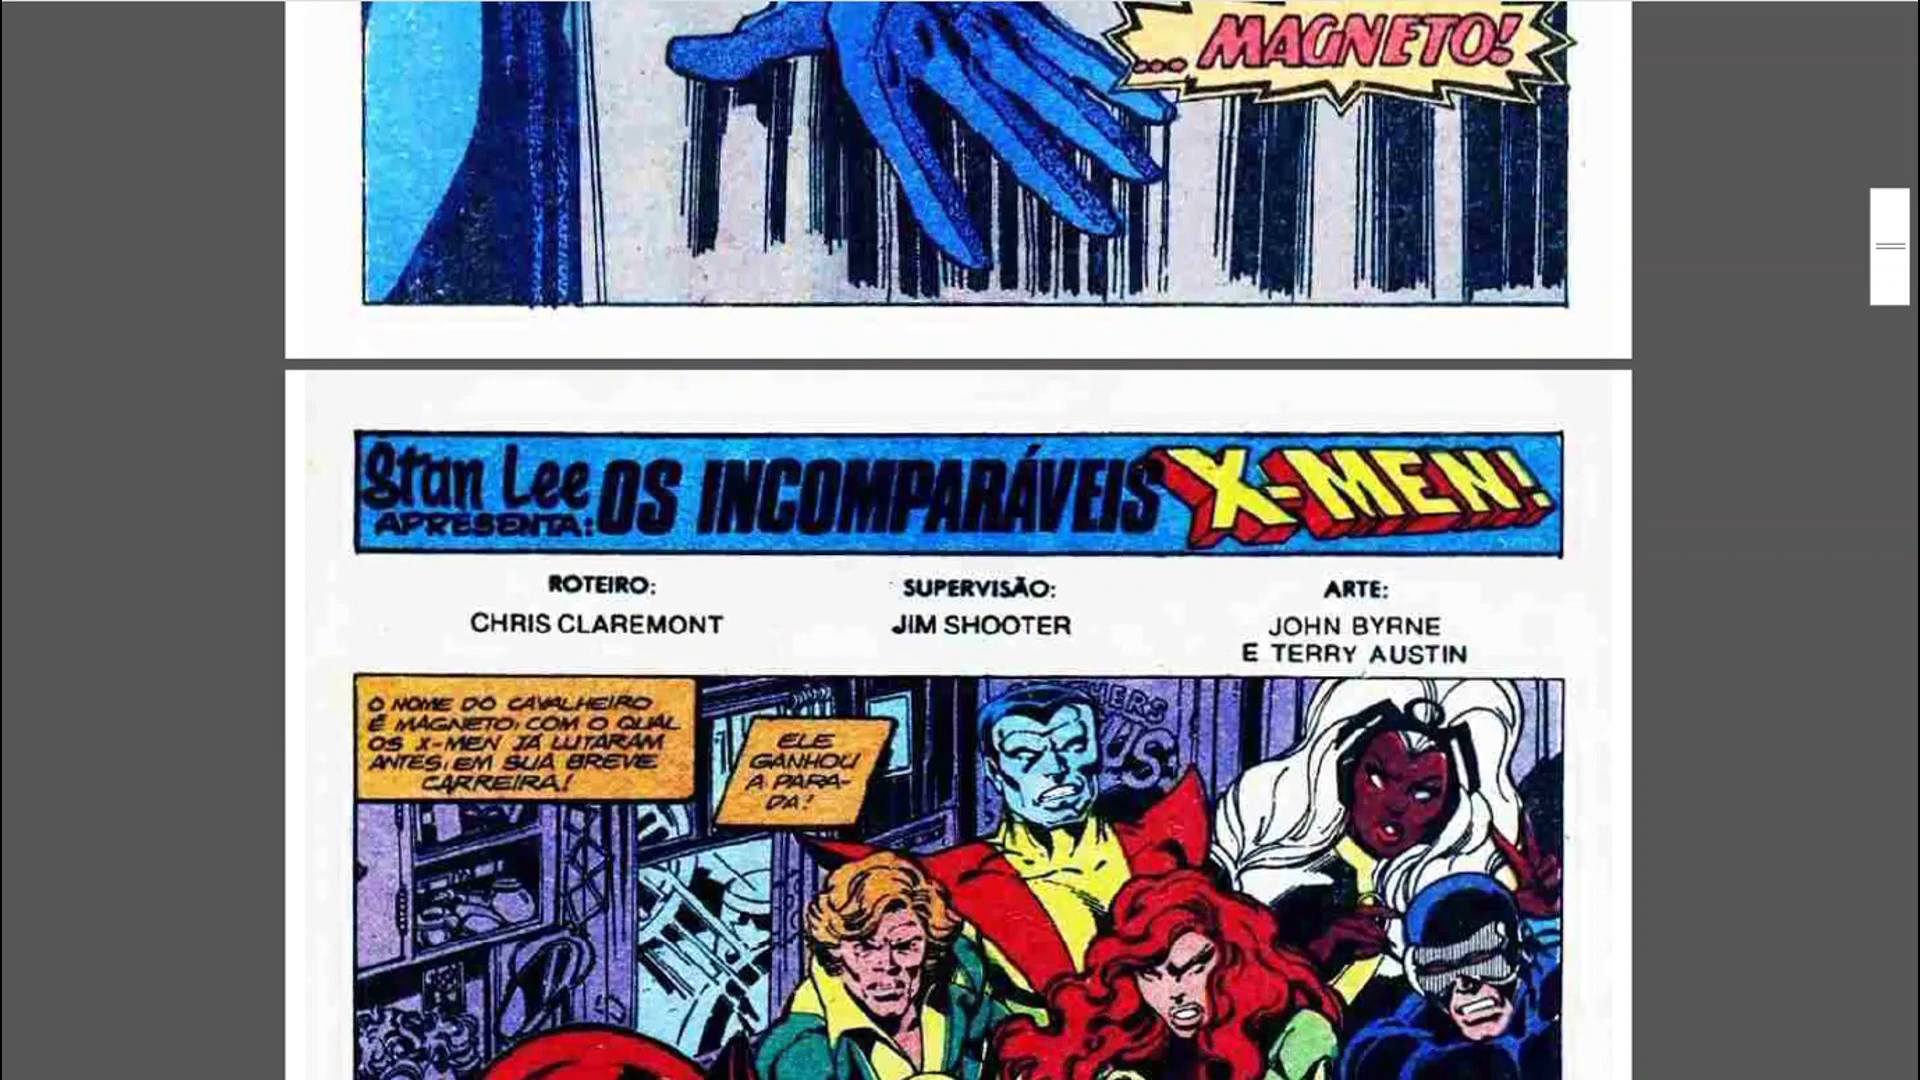 ... MAGNETO!
Stan Lee
APRESENTA: OS INCOMPARÁVEIS X-MEN!
ROTEIRO:
CHRIS CLAREMONT
SUPERVISÃO:
JIM SHOOTER
ARTE:
JOHN BYRNE
E TERRY AUSTIN
O NOME DO CAVALHEIRO
É MAGNETO, COM O QUAL
OS X-MEN JÁ LUTARAM
ANTES, EM SUA BREVE
CARREIRA!
ELE
GANHOU
A PARA-
DA!